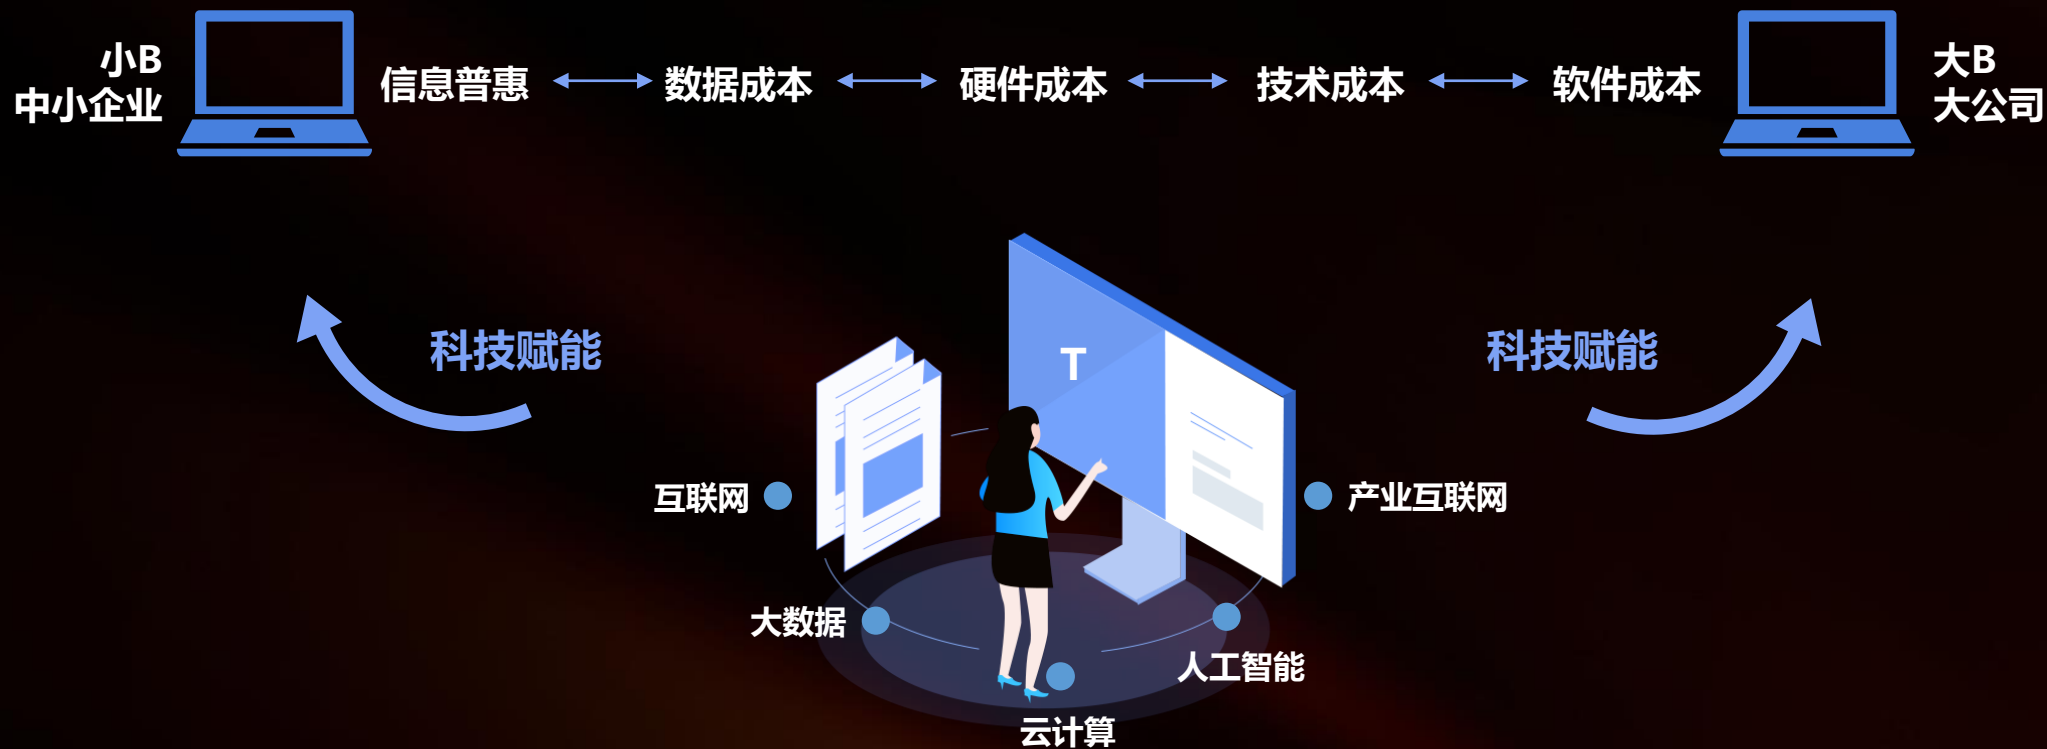 小B
中小企业
信息普惠
数据成本
硬件成本
技术成本
软件成本
大B
大公司
科技赋能
科技赋能
T
互联网
产业互联网
大数据
人工智能
云计算